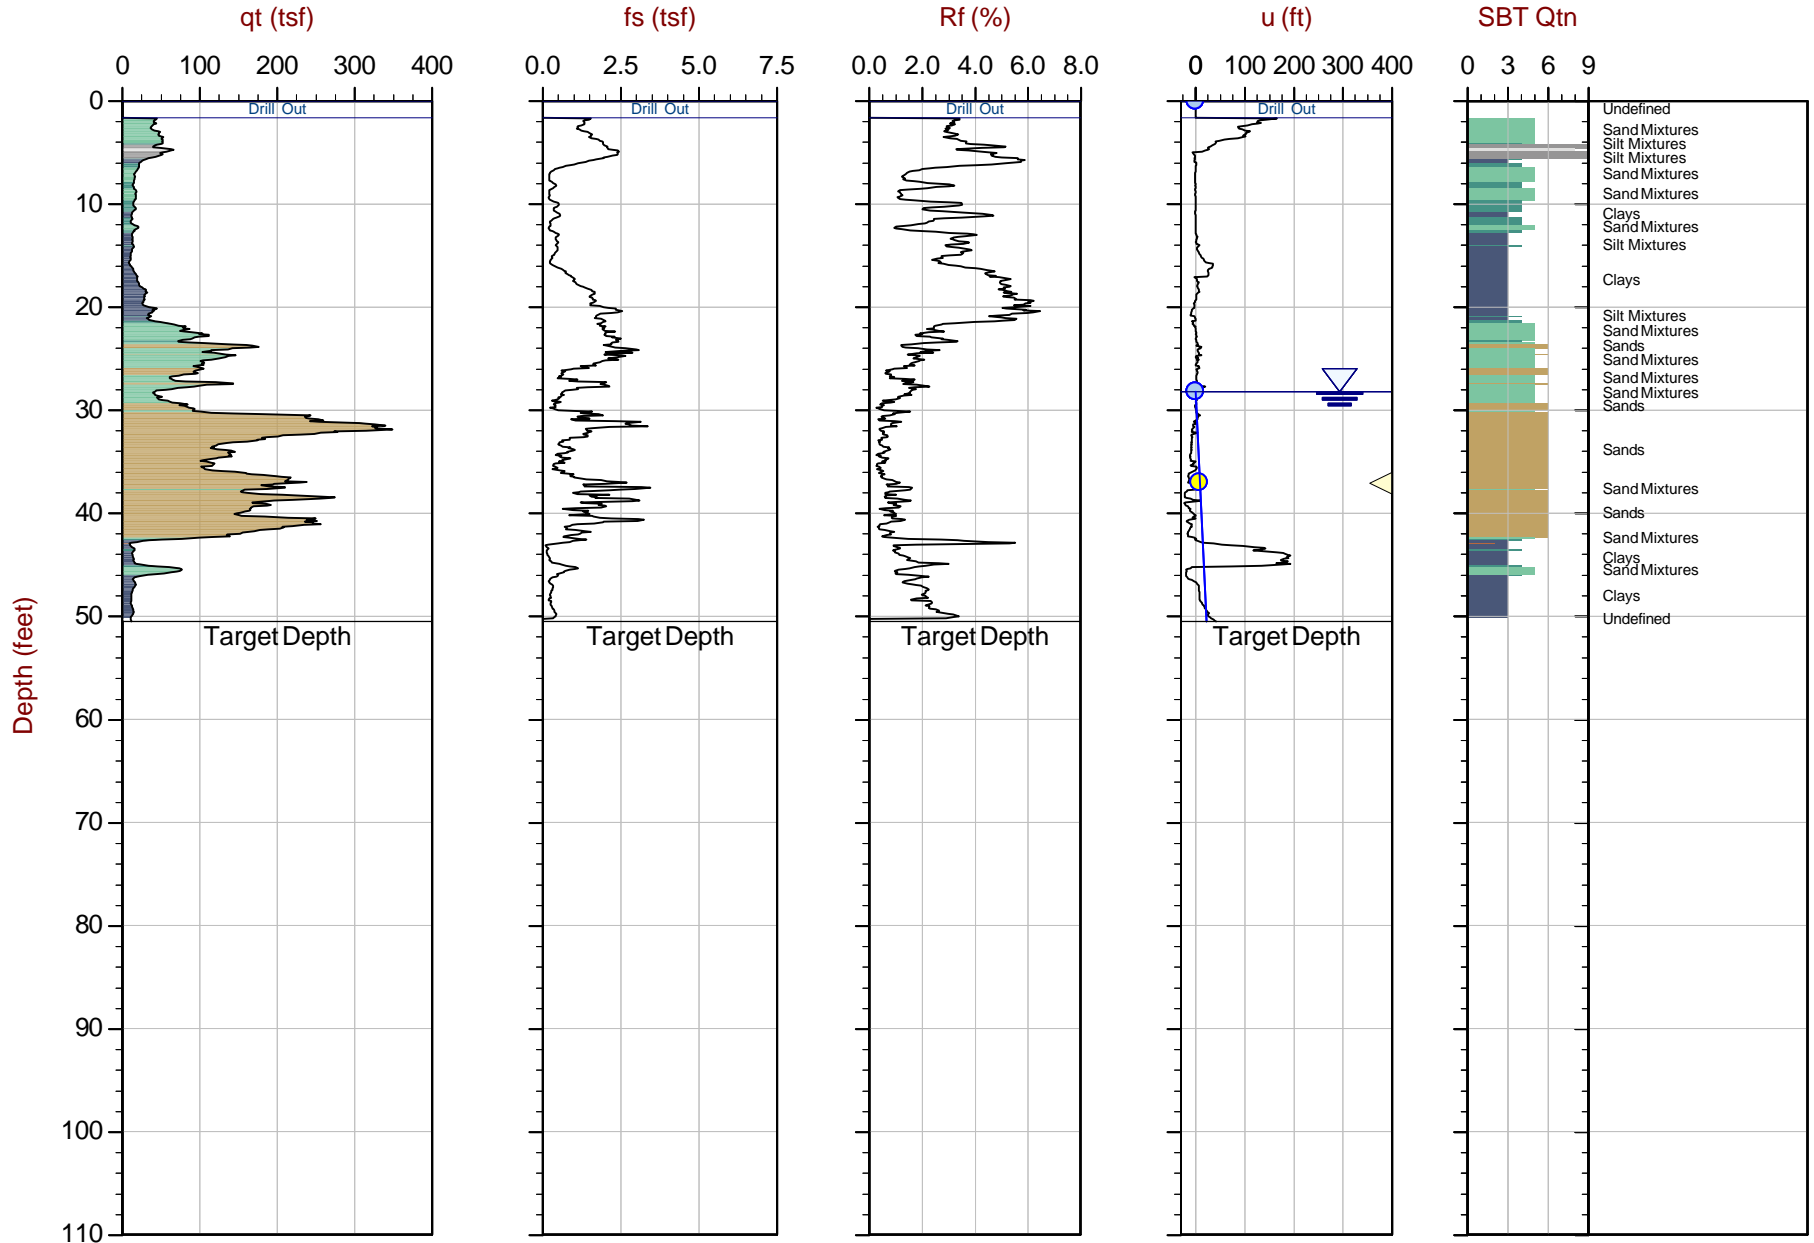 qt (tsf) fs (tsf) Rf (%) u (ft) SBT Qtn
0 100 200 300 400 0.0 2.5 5.0 7.5 0.0 2.0 4.0 6.0 8.0 0 100 200 300 400 0 3 6 9
0
Drill Out Drill Out Drill Out Drill Out
Undefined
Sand Mixtures
Silt Mixtures
Silt Mixtures
Sand Mixtures
Sand Mixtures
10
Clays
Sand Mixtures
Silt Mixtures
Clays
20
Silt Mixtures
Sand Mixtures
Sands
Sand Mixtures
Sand Mixtures
Sand Mixtures
Sands
30
Sands
Sand Mixtures
Sands
40
Sand Mixtures
Clays
Sand Mixtures
Clays
50
Undefined
Target Depth Target Depth Target Depth Target Depth
Depth (feet)
60
70
80
90
100
110